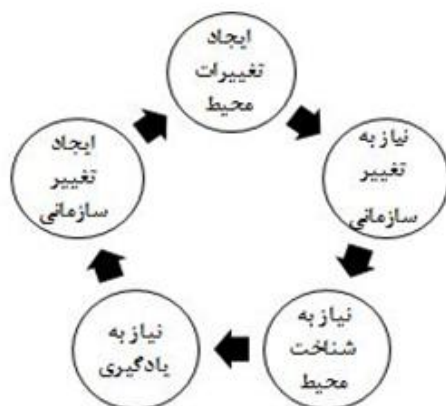 ایجاد
تغییرات
محیط
نیاز به
تغییر
سازمانی
نیاز به
شناخت
محیط
نیاز به
یادگیری
ایجاد
تغییر
سازمانی